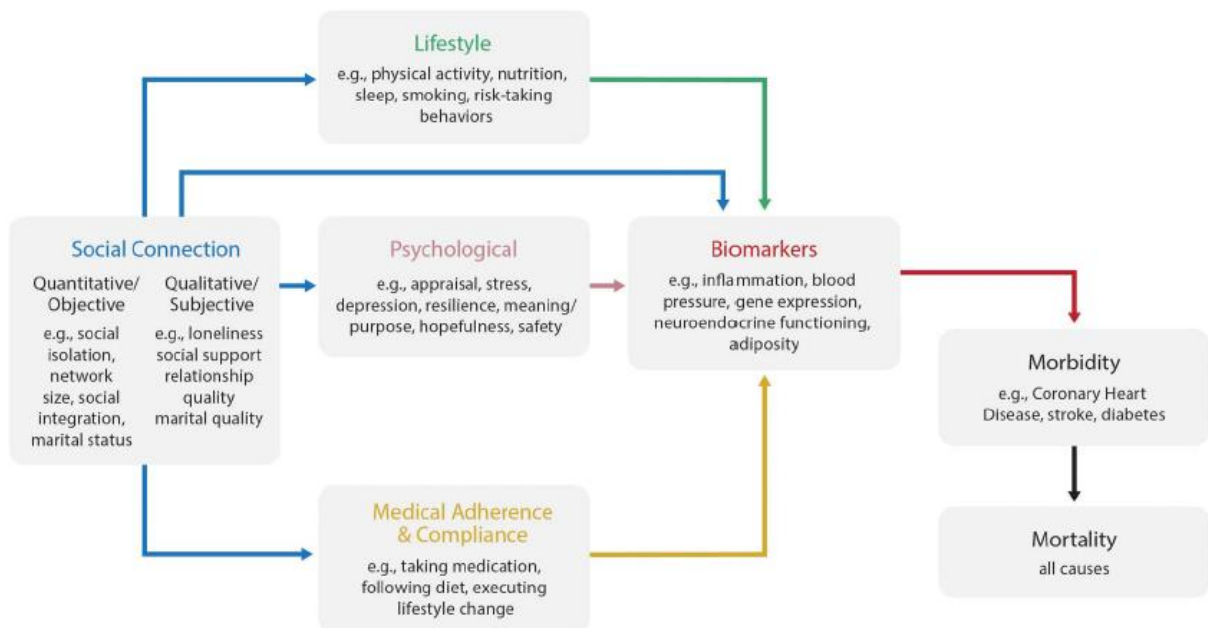 Lifestyle
e.g., physical activity, nutrition,
sleep, smoking, risk-taking
behaviors
Social Connection
Quantitative/
Objective
e.g., social
isolation,
network
size, social
integration,
marital status
Qualitative/
Subjective
e.g., loneliness
social support
relationship
quality
marital quality
Psychological
e.g., appraisal, stress,
depression, resilience, meaning/
purpose, hopefulness, safety
Biomarkers
e.g., inflammation, blood
pressure, gene expression,
neuroendocrine functioning,
adiposity
Medical Adherence
& Compliance
e.g., taking medication,
following diet, executing
lifestyle change
Morbidity
e.g., Coronary Heart
Disease, stroke, diabetes
Mortality
all causes